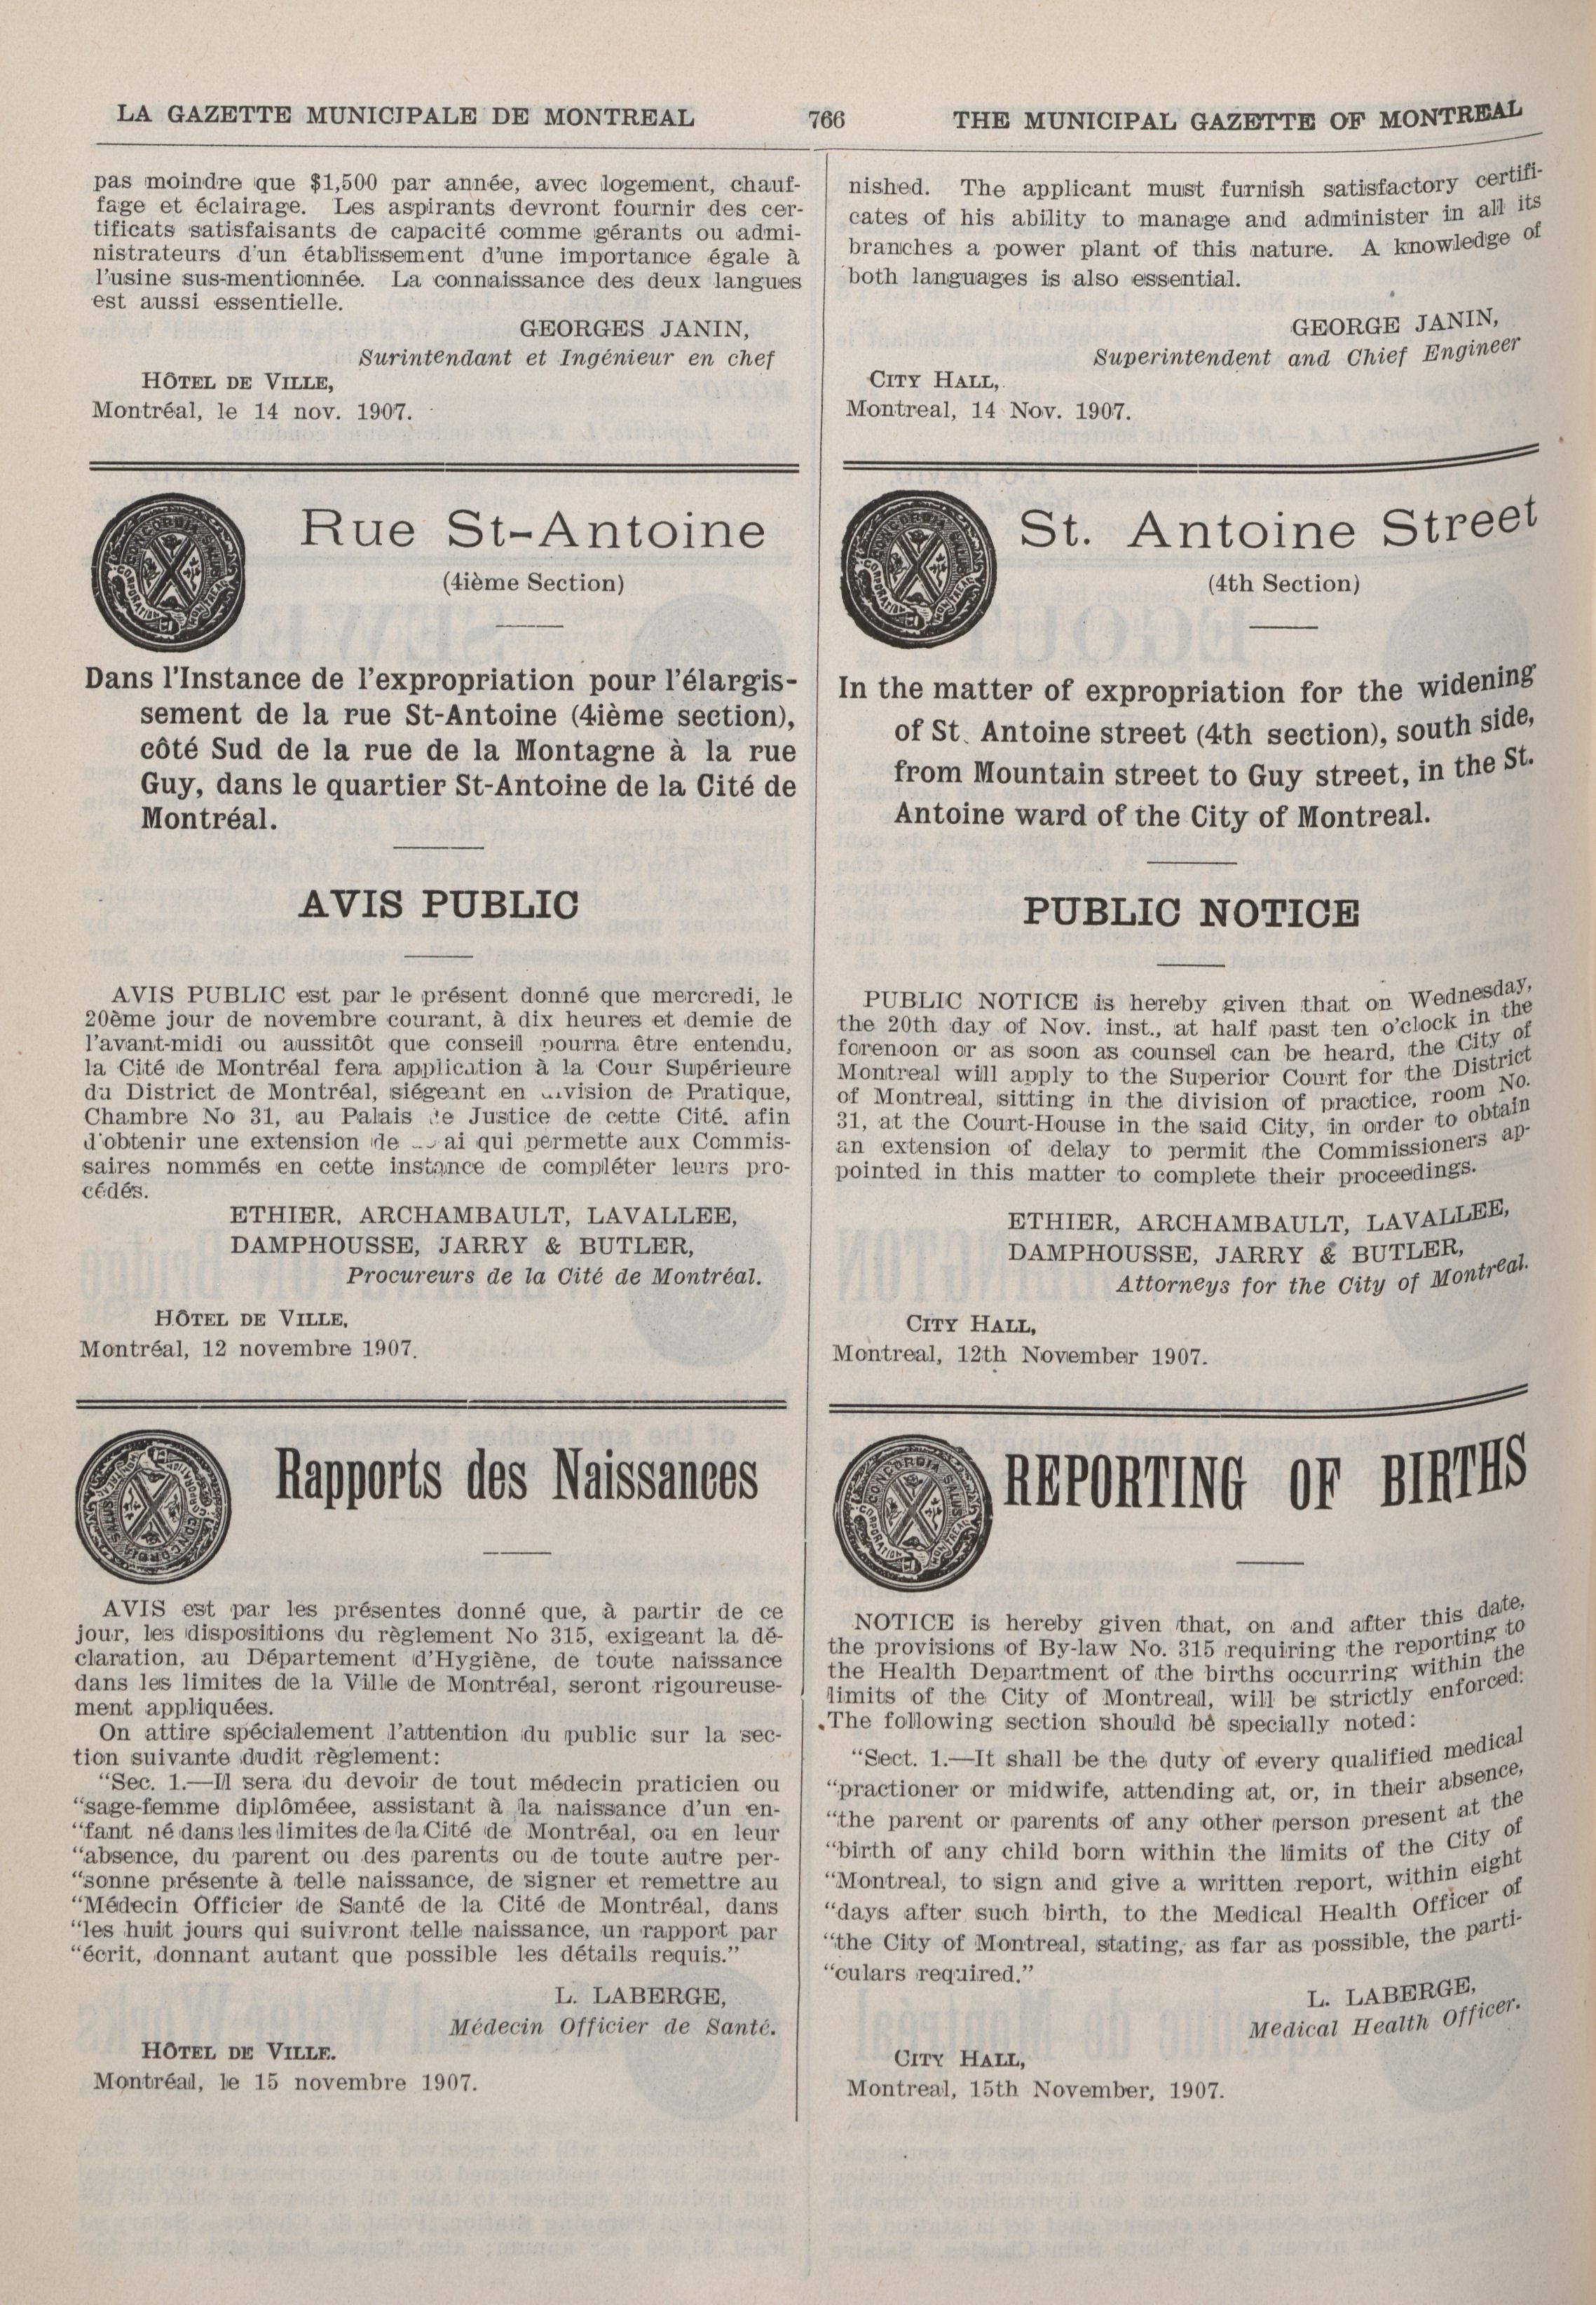 LA GAZETTE MUNICIPALE DE MONTREAL 766 THE MUNICIPAL GAZETTE OF MONTREAL
pas moindre que $1,500 par année, avec logement, chauf-
fage et éclairage. Les aspirants devront fournir des cer-
tificats satisfaisants de capacité comme gérants ou admi-
nistrateurs d'un établissement d'une importance égale à
l'usine sus-mentionnée. La connaissance des deux langues
est aussi essentielle.
GEORGES JANIN,
Surintendant et Ingénieur en chef
HÔTEL DE VILLE,
Montréal, le 14 nov. 1907.
Rue St-Antoine
(4ième Section)
Dans l'Instance de l'expropriation pour l'élargis-
sement de la rue St-Antoine (4ième section),
côté Sud de la rue de la Montagne à la rue
Guy, dans le quartier St-Antoine de la Cité de
Montréal.
AVIS PUBLIC
AVIS PUBLIC est par le présent donné que mercredi, le
20ème jour de novembre courant, à dix heures et demie de
l'avant-midi ou aussitôt que conseil pourra être entendu,
la Cité de Montréal fera application à la Cour Supérieure
du District de Montréal, siégeant en division de Pratique,
Chambre No 31, au Palais de Justice de cette Cité, afin
d'obtenir une extension de qui permette aux Commis-
saires nommés en cette instance de compléter leurs pro-
cédés.
ETHIER, ARCHAMBAULT, LAVALLEE,
DAMPHOUSSE, JARRY & BUTLER,
Procureurs de la Cité de Montréal.
HÔTEL DE VILLE,
Montréal, 12 novembre 1907.
Rapports des Naissances
AVIS est par les présentes donné que, à partir de ce
jour, les dispositions du règlement No 315, exigeant la dé-
claration, au Département d'Hygiène, de toute naissance
dans les limites de la Ville de Montréal, seront rigoureuse-
ment appliquées.
On attire spécialement l'attention du public sur la sec-
tion suivante dudit règlement:
"Sec. 1.—Il sera du devoir de tout médecin praticien ou
"sage-femme diplôméee, assistant à la naissance d'un en-
"fant né dans les limites de la Cité de Montréal, ou en leur
"absence, du parent ou des parents ou de toute autre per-
"sonne présente à telle naissance, de signer et remettre au
"Médecin Officier de Santé de la Cité de Montréal, dans
"les huit jours qui suivront telle naissance, un rapport par
"écrit, donnant autant que possible les détails requis."
L. LABERGE,
Médecin Officier de Santé.
HÔTEL DE VILLE.
Montréal, le 15 novembre 1907.
nished. The applicant must furnish satisfactory certifi-
cates of his ability to manage and administer in all its
branches a power plant of this nature. A knowledge of
both languages is also essential.
GEORGE JANIN,
Superintendent and Chief Engineer
CITY HALL,
Montreal, 14 Nov. 1907.
St. Antoine Street
(4th Section)
In the matter of expropriation for the widening
of St. Antoine street (4th section), south side,
from Mountain street to Guy street, in the St.
Antoine ward of the City of Montreal.
PUBLIC NOTICE
PUBLIC NOTICE is hereby given that on Wednesday,
the 20th day of Nov. inst., at half past ten o'clock in the
forenoon or as soon as counsel can be heard, the City of
Montreal will apply to the Superior Court for the District
of Montreal, sitting in the division of practice, room No.
31, at the Court-House in the said City, in order to obtain
an extension of delay to permit the Commissioners ap-
pointed in this matter to complete their proceedings.
ETHIER, ARCHAMBAULT, LAVALLEE,
DAMPHOUSSE, JARRY & BUTLER,
Attorneys for the City of Montreal.
CITY HALL,
Montreal, 12th November 1907.
REPORTING OF BIRTHS
NOTICE is hereby given that, on and after this date,
the provisions of By-law No. 315 requiring the reporting to
the Health Department of the births occurring within the
limits of the City of Montreal, will be strictly enforced:
The following section should be specially noted:
"Sect. 1.—It shall be the duty of every qualified medical
"practioner or midwife, attending at, or, in their absence,
"the parent or parents of any other person present at the
"birth of any child born within the limits of the City of
"Montreal, to sign and give a written report, within eight
"days after such birth, to the Medical Health Officer of
"the City of Montreal, stating, as far as possible, the parti-
"culars required."
L. LABERGE,
Medical Health Officer.
CITY HALL,
Montreal, 15th November, 1907.